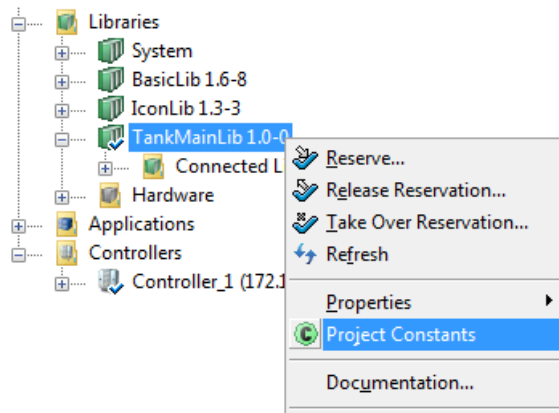 Libraries
System
BasicLib 1.6-8
IconLib 1.3-3
TankMainLib 1.0-0
Connected L
Hardware
Applications
Controllers
Controller_1 (172.1
Reserve...
Release Reservation...
Take Over Reservation...
Refresh
Properties
Project Constants
Documentation...